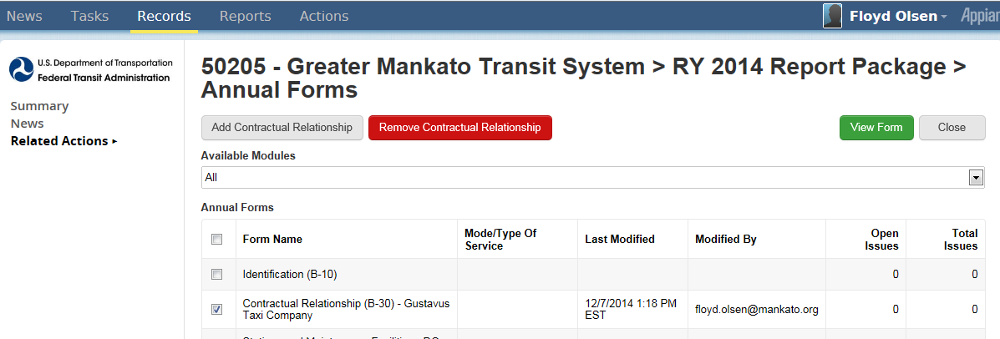 News Tasks Records Reports Actions Floyd Olsen Appian
U.S. Department of Transportation
Federal Transit Administration
Summary
News
Related Actions
50205 - Greater Mankato Transit System > RY 2014 Report Package >
Annual Forms
Add Contractual Relationship Remove Contractual Relationship View Form Close
Available Modules
All
Annual Forms
Form Name Mode/Type Of Service Last Modified Modified By Open Issues Total Issues
Identification (B-10) 0 0
Contractual Relationship (B-30) - Gustavus Taxi Company 12/7/2014 1:18 PM EST floyd.olsen@mankato.org 0 0